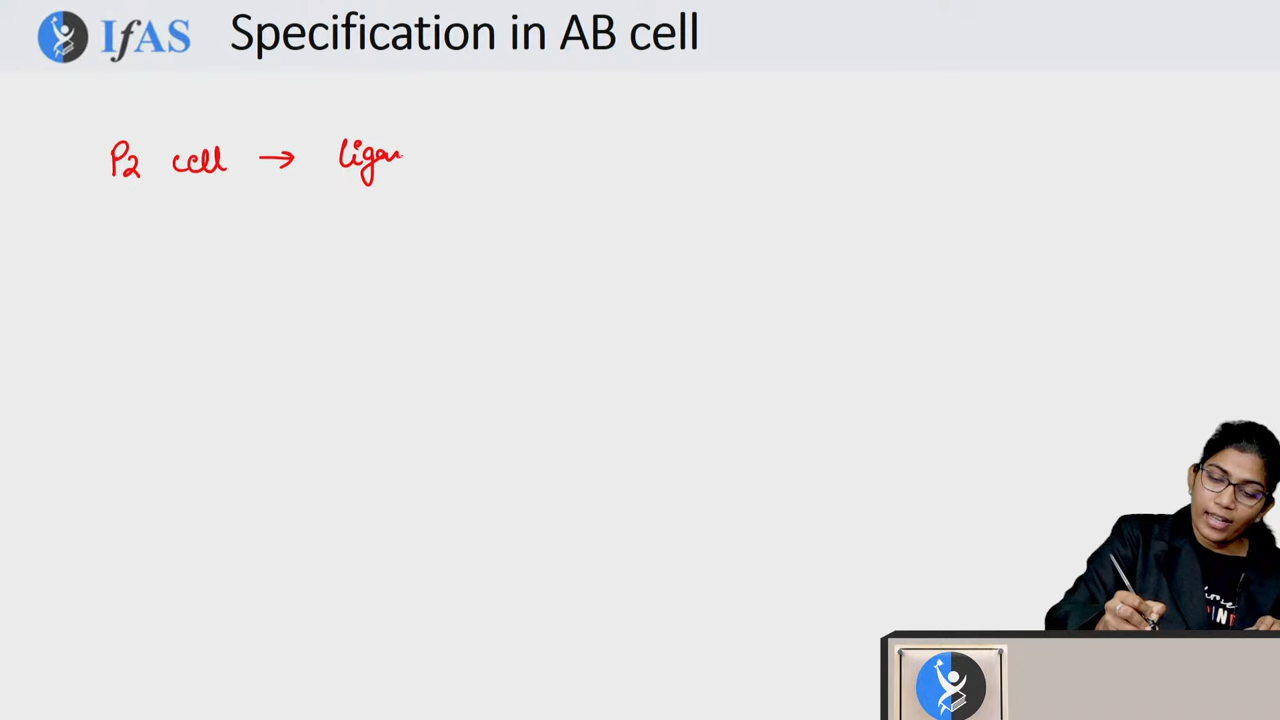 IfAS Specification in AB cell
P2 cell → ligan